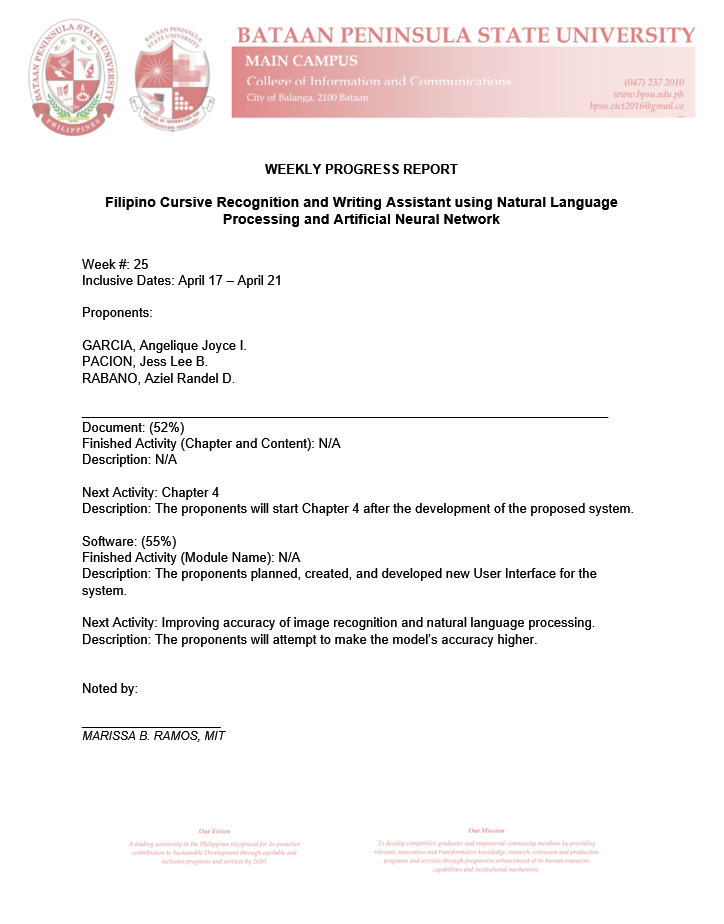 BATAAN PENINSULA STATE UNIVERSITY
MAIN CAMPUS
College of Information and Communications
City of Balanga, 2100 Bataan
(047) 237 2010
www.bpsu.edu.ph
bpsu.cict2016@gmail.co
BATAAN PENINSULA STATE UNIVERSITY
PHILIPPINES
BATAAN PENINSULA STATE UNIVERSITY
WEEKLY PROGRESS REPORT
Filipino Cursive Recognition and Writing Assistant using Natural Language
Processing and Artificial Neural Network
Week #: 25
Inclusive Dates: April 17 – April 21
Proponents:
GARCIA, Angelique Joyce I.
PACION, Jess Lee B.
RABANO, Aziel Randel D.
Document: (52%)
Finished Activity (Chapter and Content): N/A
Description: N/A
Next Activity: Chapter 4
Description: The proponents will start Chapter 4 after the development of the proposed system.
Software: (55%)
Finished Activity (Module Name): N/A
Description: The proponents planned, created, and developed new User Interface for the
system.
Next Activity: Improving accuracy of image recognition and natural language processing.
Description: The proponents will attempt to make the model’s accuracy higher.
Noted by:
MARISSA B. RAMOS, MIT
Our Vision
A leading university in the Philippines recognized for its proactive
contribution to Sustainable Development through equitable and
inclusive programs and services by 2030.
Our Mission
To develop competitive graduates and empowered community members by providing
relevant, innovative and transformative knowledge, research, extension and production
programs and services through progressive enhancement of its human resources
capabilities and institutional mechanism.